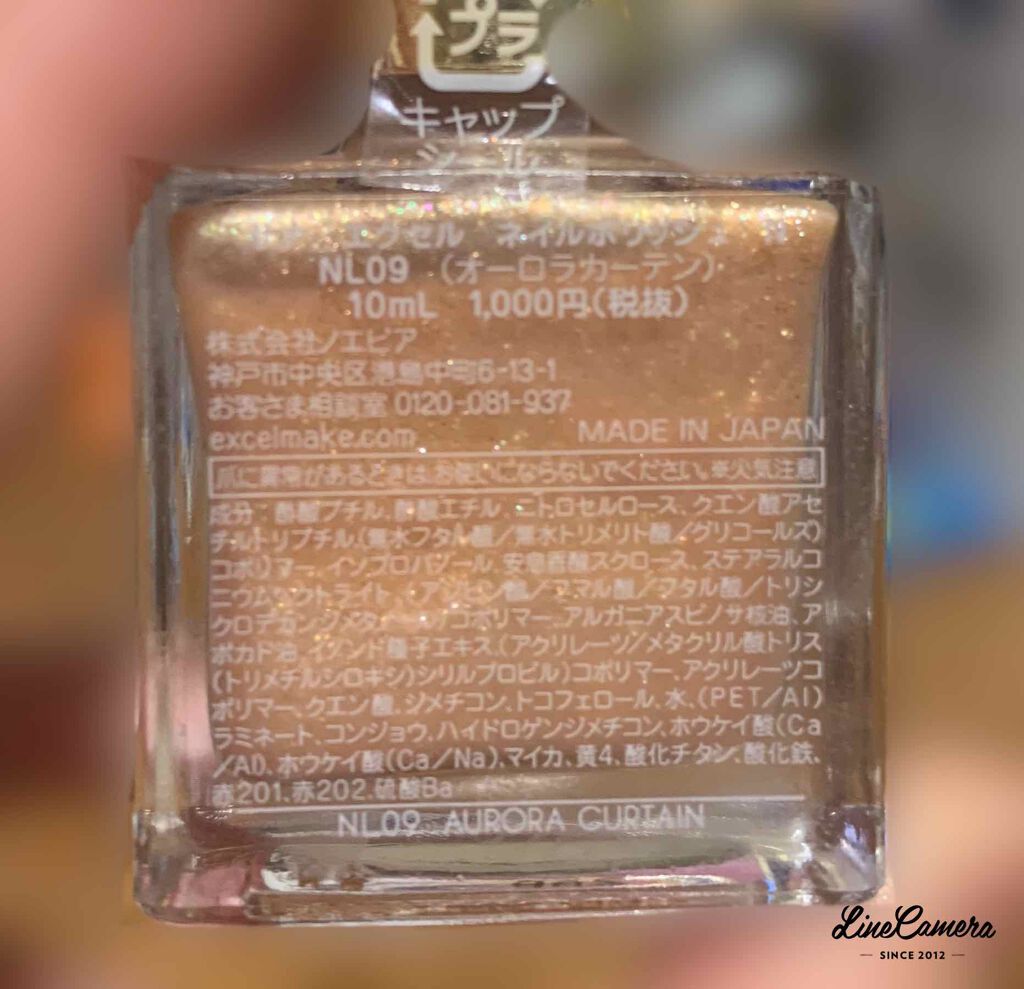 プラ
キャップ
シール
サナ エクセル ネイルポリッシュ N
NL09 (オーロラカーテン)
10mL 1,000円(税抜)
株式会社ノエビア
神戸市中央区港島中町6-13-1
お客さま相談室 0120-081-937
excelmake.com
MADE IN JAPAN
爪に異常があるときはお使いにならないでください。※火気注意
成分:酢酸ブチル、酢酸エチル、ニトロセルロース、クエン酸アセ
チルトリブチル、(無水フタル酸/無水トリメリト酸/グリコールズ)
コポリマー、イソプロパノール、安息香酸スクロース、ステアラルコ
ニウムヘクトライト、(アジピン酸/フマル酸/フタル酸/トリシ
クロデカンジメタノール)コポリマー、アルガニアスピノサ核油、ア
ボカド油、イノンド種子エキス、(アクリレーツ/メタクリル酸トリス
(トリメチルシロキシ)シリルプロピル)コポリマー、アクリレーツコ
ポリマー、クエン酸、ジメチコン、トコフェロール、水、(PET/Al)
ラミネート、コンジョウ、ハイドロゲンジメチコン、ホウケイ酸(Ca
/Al)、ホウケイ酸(Ca/Na)、マイカ、黄4、酸化チタン、酸化鉄、
赤201、赤202、硫酸Ba
NL09 AURORA CURTAIN
LineCamera
SINCE 2012